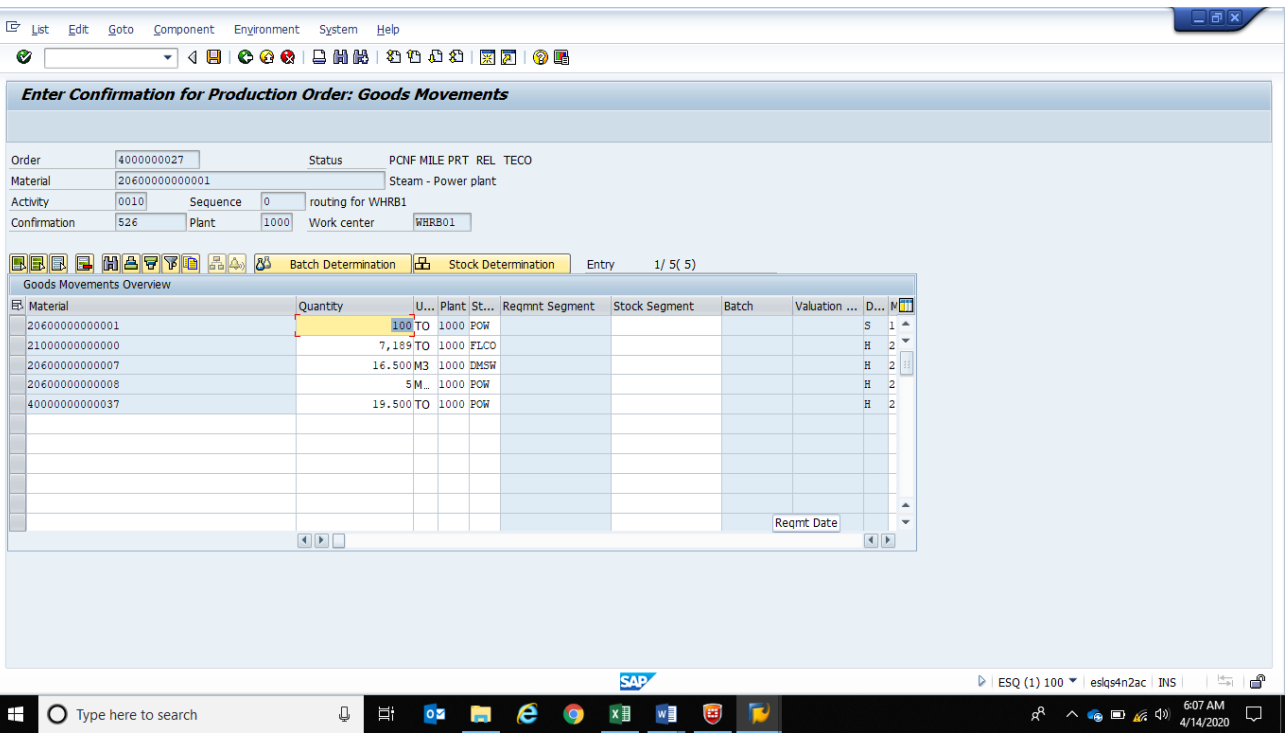 List Edit Goto Component Environment System Help
Enter Confirmation for Production Order: Goods Movements
Order 4000000027 Status PCNF MILE PRT REL TECO
Material 20600000000001 Steam - Power plant
Activity 0010 Sequence 0 routing for WHRB1
Confirmation 526 Plant 1000 Work center WHRB01
Batch Determination Stock Determination Entry 1/ 5( 5)
Goods Movements Overview
Material Quantity U... Plant St... Reqmnt Segment Stock Segment Batch Valuation ... D... M
20600000000001 100 TO 1000 POW S 1
21000000000000 7,189 TO 1000 FLCO H 2
20600000000007 16.500 M3 1000 DMSW H 2
20600000000008 5 M... 1000 POW H 2
40000000000037 19.500 TO 1000 POW H 2
Reqmt Date
SAP ESQ (1) 100 eslqs4n2ac INS
Type here to search 6:07 AM
4/14/2020